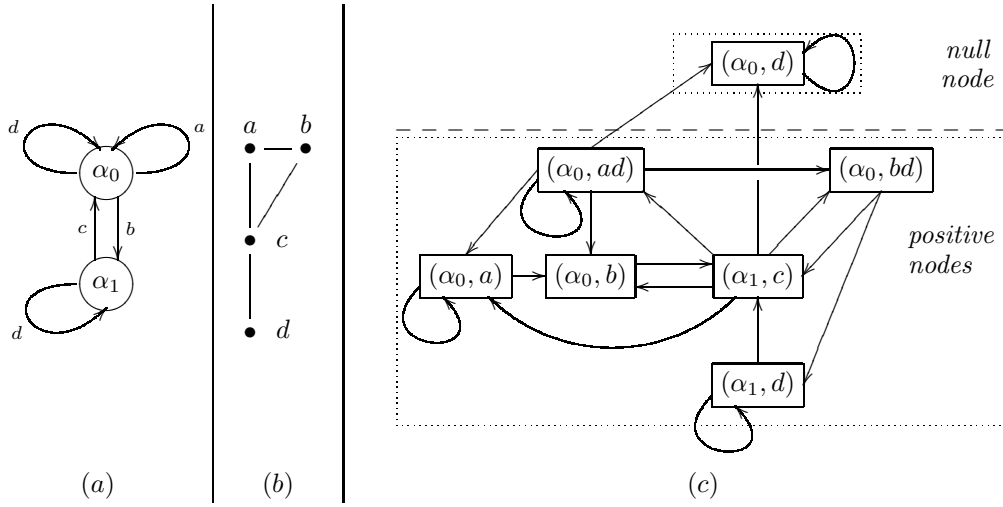 d
a
α₀
c
b
α₁
d
(a)
a
b
c
d
(b)
(α₀, d)
null
node
(α₀, ad)
(α₀, bd)
positive
nodes
(α₀, a)
(α₀, b)
(α₁, c)
(α₁, d)
(c)